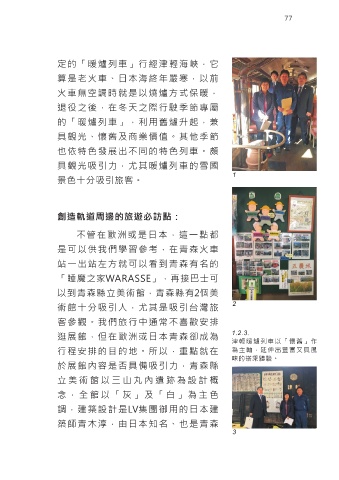 77
定的「暖爐列車」行經津輕海峽，它
算是老火車、日本海終年嚴寒，以前
火車無空調時就是以燒爐方式保暖，
退役之後，在冬天之際行駛季節專屬
的「暖爐列車」，利用舊爐升起，兼
具觀光、懷舊及商業價值。其他季節
也依特色發展出不同的特色列車。頗
具觀光吸引力，尤其暖爐列車的雪國
景色十分吸引旅客。
創造軌道周邊的旅遊必訪點：
不管在歐洲或是日本，這一點都
是可以供我們學習參考，在青森火車
站一出站左方就可以看到青森有名的
「睡魔之家WARASSE」，再接巴士可
以到青森縣立美術館，青森縣有2個美
術館十分吸引人，尤其是吸引台灣旅
客參觀。我們旅行中通常不喜歡安排
逛展館，但在歐洲或日本青森卻成為
行程安排的目的地。所以，重點就在
於展館內容是否具備吸引力，青森縣
立美術館以三山丸內遺跡為設計概
念，全館以「灰」及「白」為主色
調，建築設計是LV集團御用的日本建
築師青木淳，由日本知名、也是青森
1
2
1.2.3.
津輕暖爐列車以「懷舊」作
為主軸，延伸出豐富又具風
味的搭乘體驗。
3